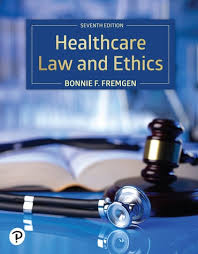 SEVENTH EDITION
Healthcare
Law and Ethics
BONNIE F. FREMGEN
P